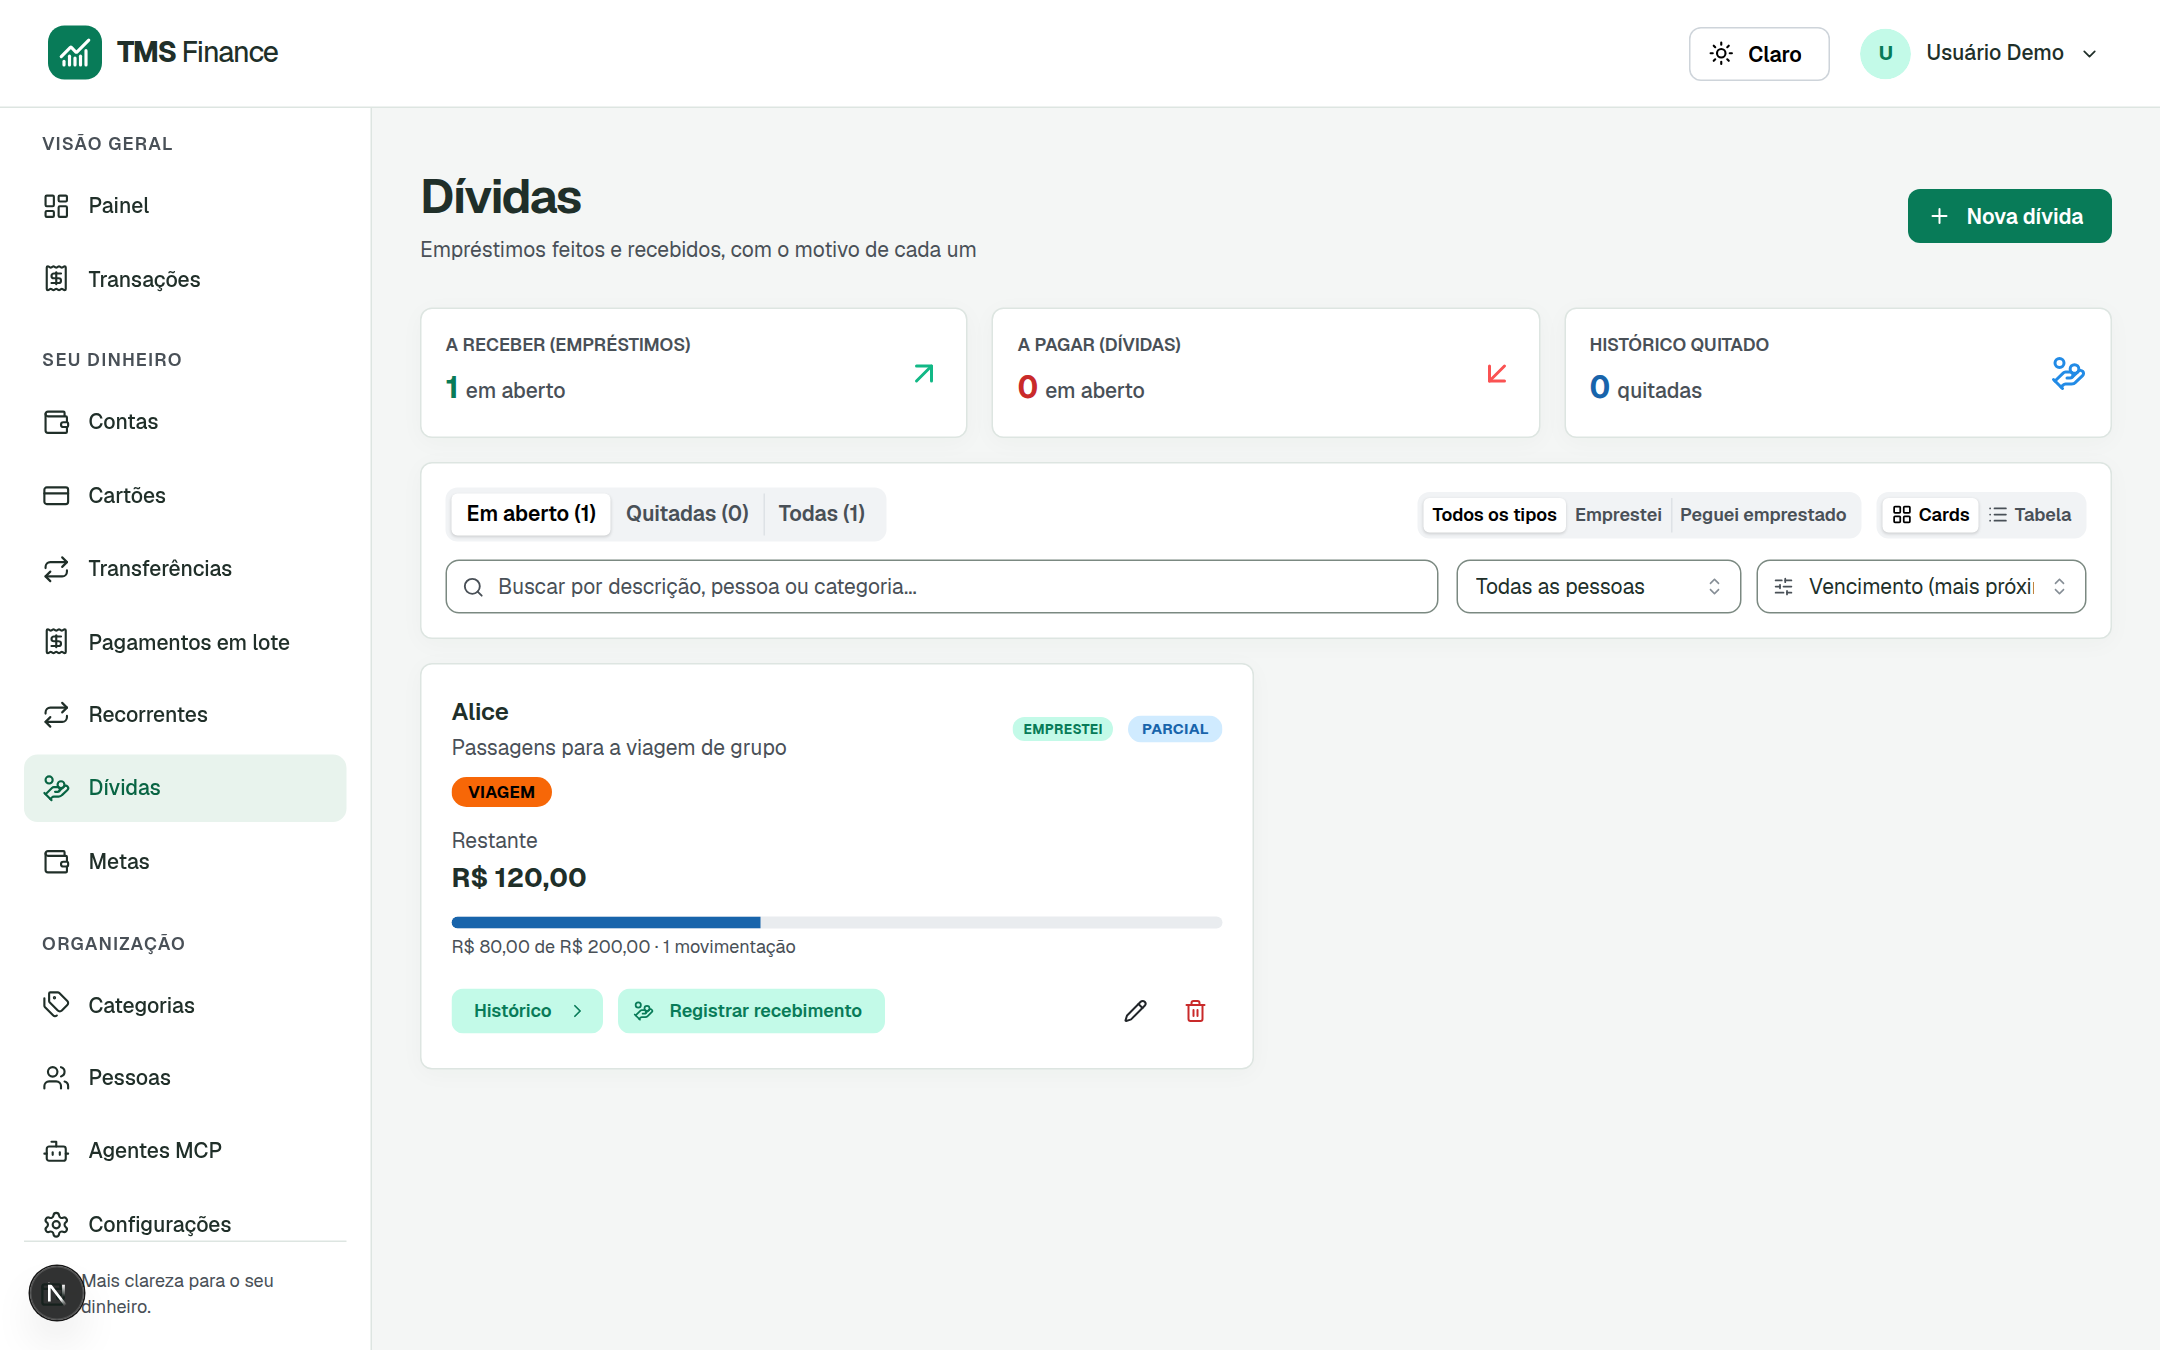 TMS Finance
Claro
U
Usuário Demo
VISÃO GERAL
Painel
Transações
SEU DINHEIRO
Contas
Cartões
Transferências
Pagamentos em lote
Recorrentes
Dívidas
Metas
ORGANIZAÇÃO
Categorias
Pessoas
Agentes MCP
Configurações
N
Mais clareza para o seu
dinheiro.
Dívidas
Empréstimos feitos e recebidos, com o motivo de cada um
+ Nova dívida
A RECEBER (EMPRÉSTIMOS)
1 em aberto
A PAGAR (DÍVIDAS)
0 em aberto
HISTÓRICO QUITADO
0 quitadas
Em aberto (1)
Quitadas (0)
Todas (1)
Todos os tipos
Emprestei
Peguei emprestado
Cards
Tabela
Buscar por descrição, pessoa ou categoria...
Todas as pessoas
Vencimento (mais próxi
Alice
EMPRESTEI
PARCIAL
Passagens para a viagem de grupo
VIAGEM
Restante
R$ 120,00
R$ 80,00 de R$ 200,00 · 1 movimentação
Histórico
Registrar recebimento